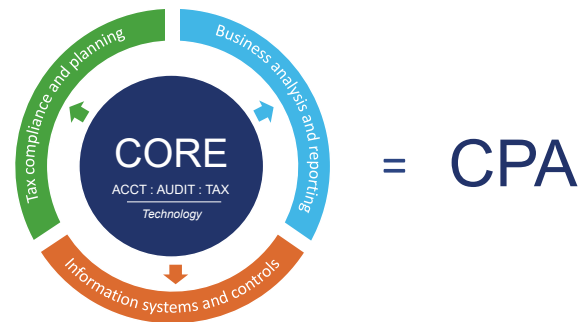 Tax compliance and planning
Business analysis and reporting
CORE
ACCT : AUDIT : TAX
Technology
Information systems and controls
= CPA